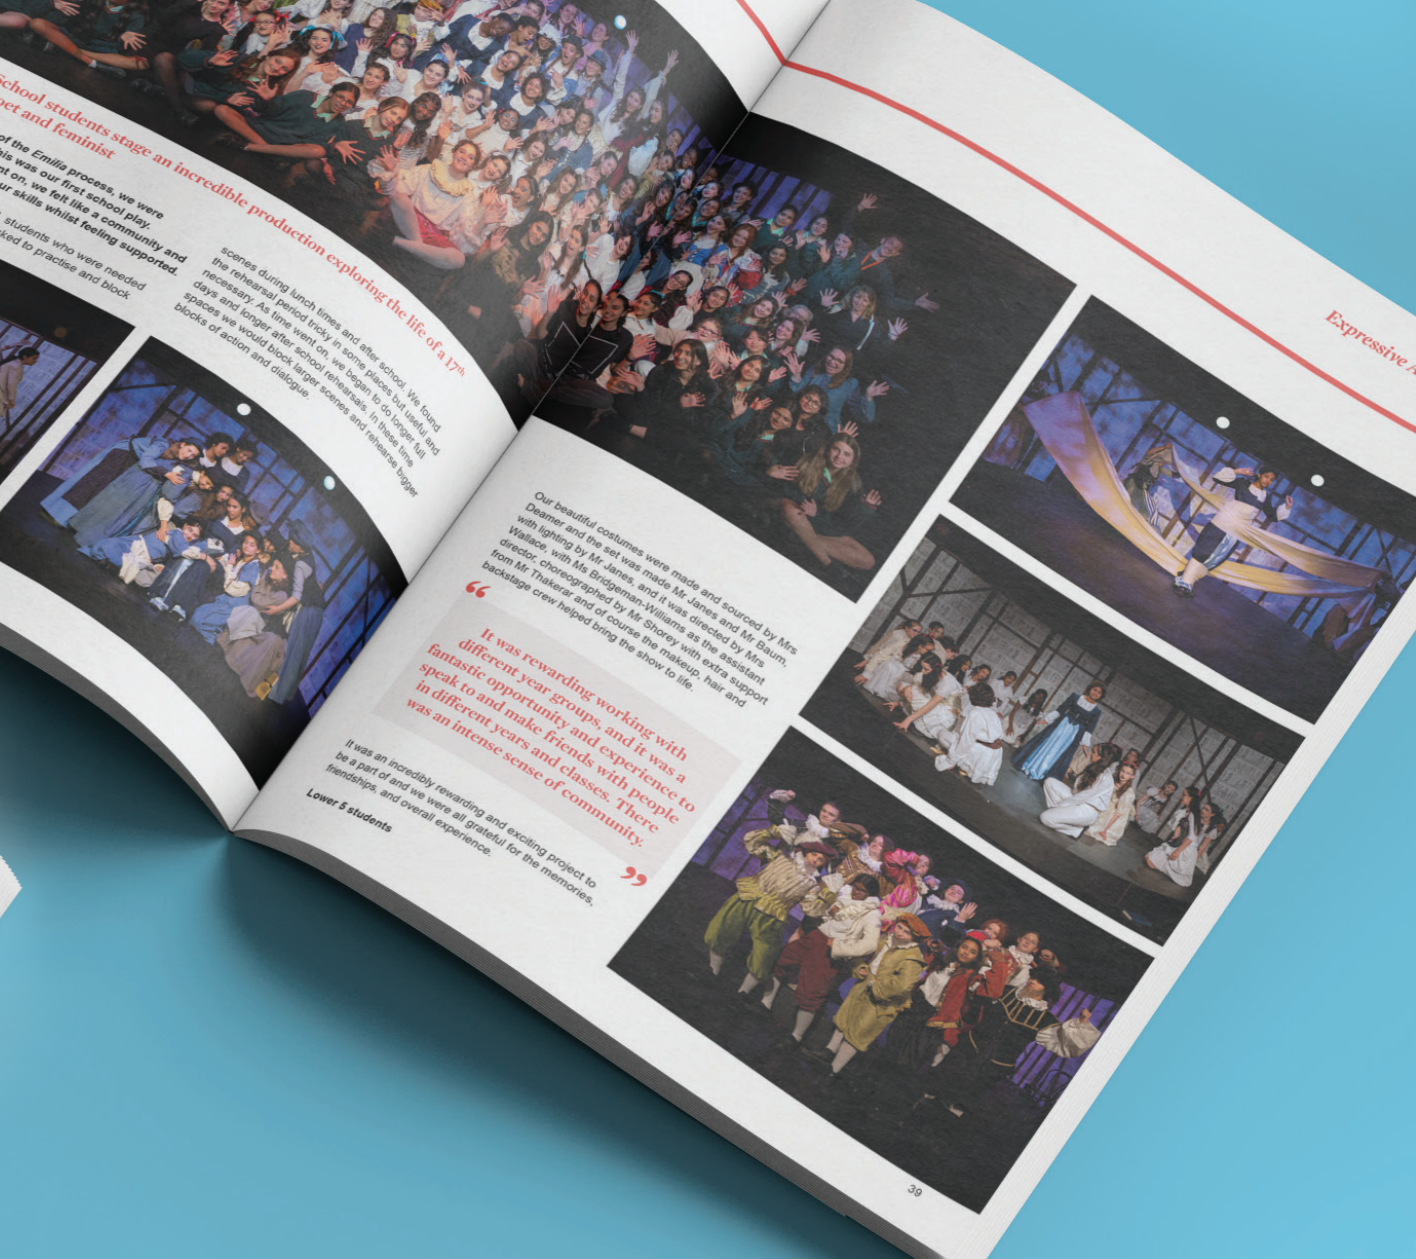 School students stage an incredible production exploring the life of a 17th
poet and feminist
of the Emilia process, we were
his was our first school play.
nt on, we felt like a community and
ur skills whilst feeling supported.
students who were needed
ked to practise and block
scenes during lunch times and after school. We found
the rehearsal period tricky in some places but useful and
necessary. As time went on, we began to do longer full
days and longer after school rehearsals. In these time
spaces we would block larger scenes and rehearse bigger
blocks of action and dialogue.
Our beautiful costumes were made and sourced by Mrs
Deamer and the set was made Mr Janes and Mr Baum,
with lighting by Mr Janes, and it was directed by Mrs
Wallace, with Ms Bridgeman-Williams as the assistant
director, choreographed by Mr Shorey with extra support
from Mr Thakerar and of course the makeup, hair and
backstage crew helped bring the show to life.
“
It was rewarding working with
different year groups, and it was a
fantastic opportunity and experience to
speak to and make friends with people
in different years and classes. There
was an intense sense of community.
”
It was an incredibly rewarding and exciting project to
be a part of and we were all grateful for the memories,
friendships, and overall experience.
Lower 5 students
Expressive A
39